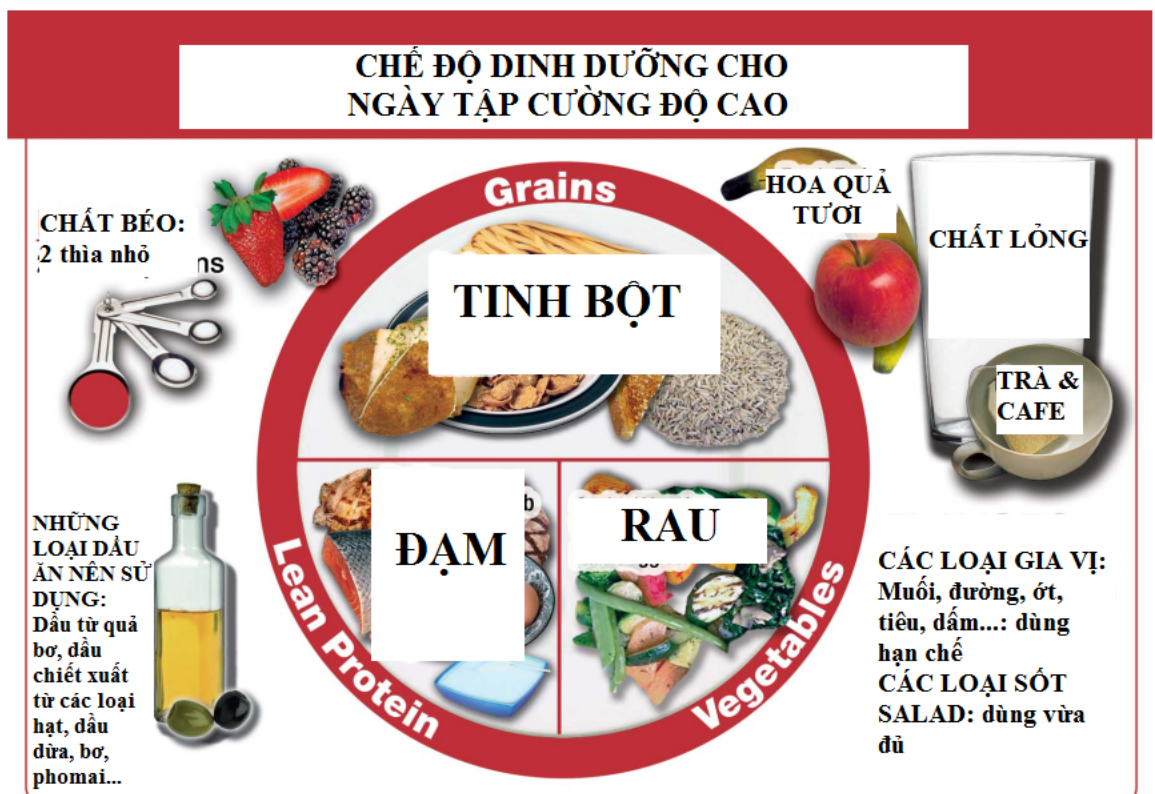 CHẾ ĐỘ DINH DƯỠNG CHO
NGÀY TẬP CƯỜNG ĐỘ CAO
CHẤT BÉO:
2 thìa nhỏ
ns
Grains
TINH BỘT
HOA QUẢ
TƯƠI
CHẤT LỎNG
TRÀ &
CAFE
ĐẠM
b
RAU
Lean Protein
Vegetables
NHỮNG
LOẠI DẦU
ĂN NÊN SỬ
DỤNG:
Dầu từ quả
bơ, dầu
chiết xuất
từ các loại
hạt, dầu
dừa, bơ,
phomai...
CÁC LOẠI GIA VỊ:
Muối, đường, ớt,
tiêu, dấm...: dùng
hạn chế
CÁC LOẠI SỐT
SALAD: dùng vừa
đủ